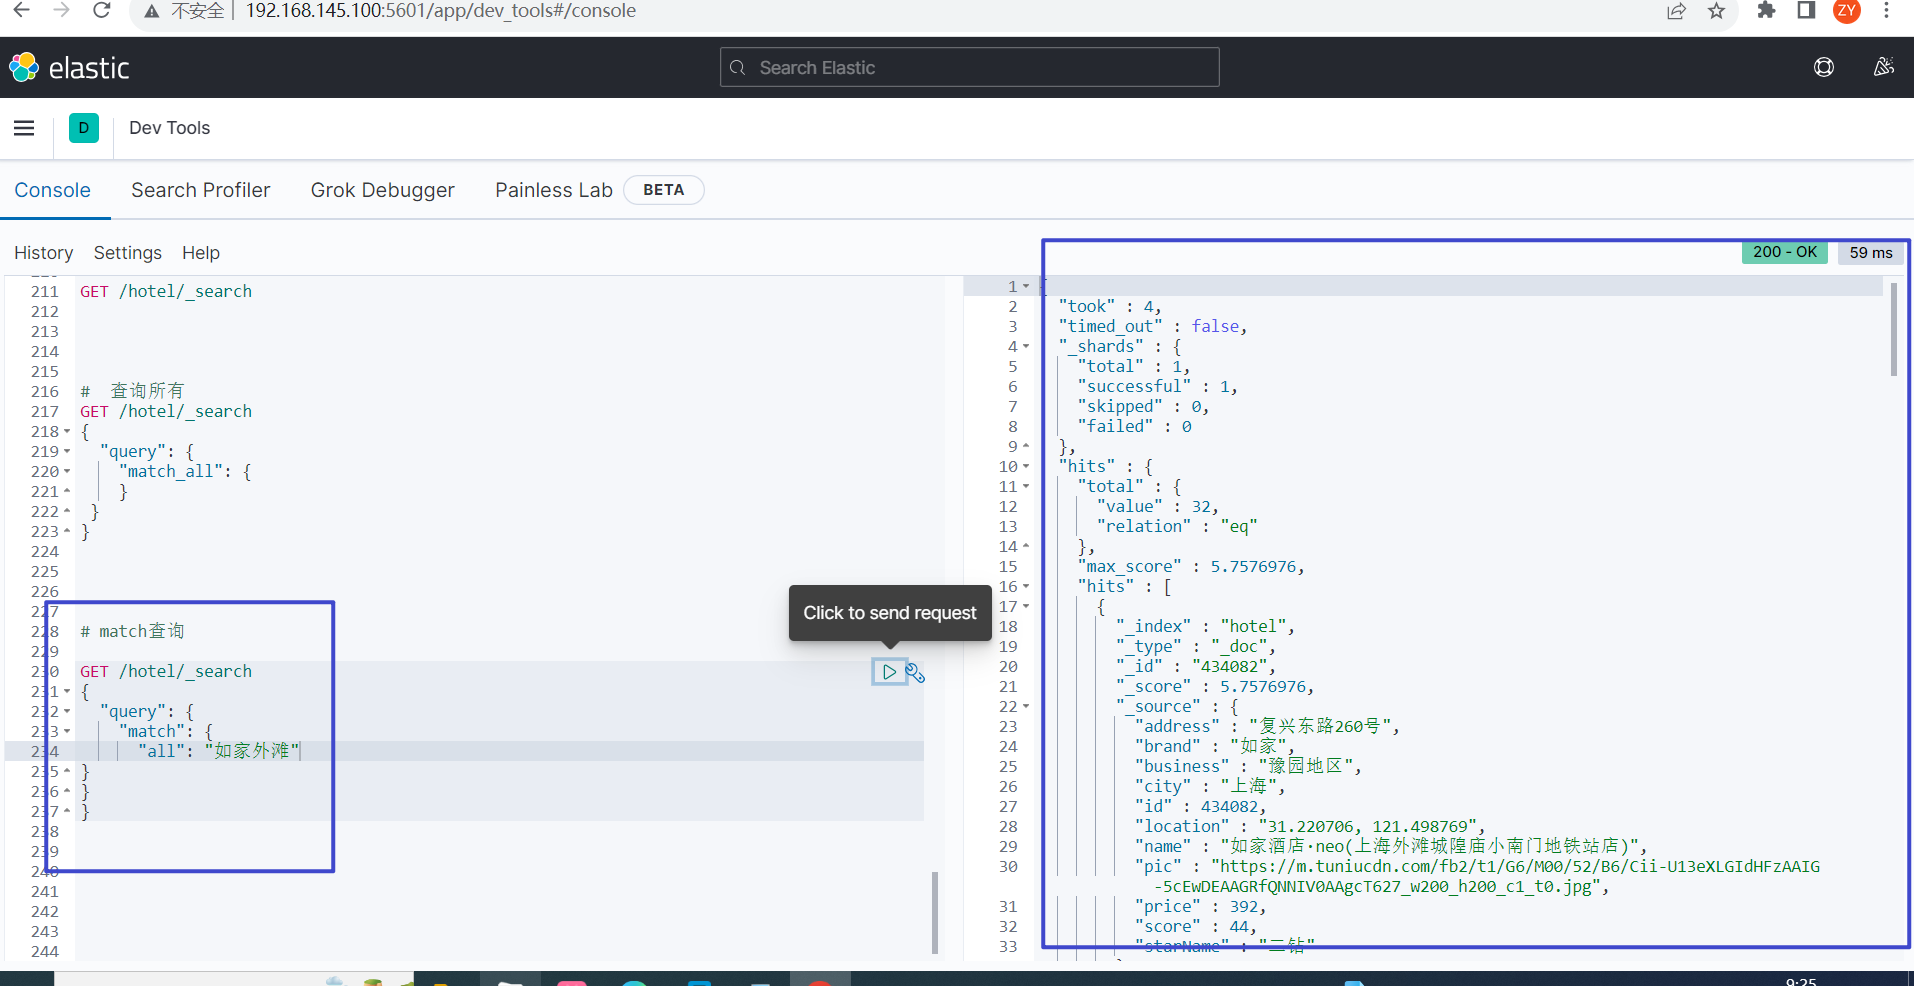 不安全 192.168.145.100:5601/app/dev_tools#/console
ZY
elastic
Search Elastic
D
Dev Tools
Console
Search Profiler
Grok Debugger
Painless Lab
BETA
History
Settings
Help
211 GET /hotel/_search
212
213
214
215
216 #  查询所有
217 GET /hotel/_search
218 {
219 "query": {
220 "match_all": {
221 }
222 }
223 }
224
225
226
227
228 # match查询
229
230 GET /hotel/_search
231 {
232 "query": {
233 "match": {
234 "all": "如家外滩"
235 }
236 }
237 }
238
239
240
241
242
243
244
Click to send request
200 - OK
59 ms
1 {
2 "took" : 4,
3 "timed_out" : false,
4 "_shards" : {
5 "total" : 1,
6 "successful" : 1,
7 "skipped" : 0,
8 "failed" : 0
9 },
10 "hits" : {
11 "total" : {
12 "value" : 32,
13 "relation" : "eq"
14 },
15 "max_score" : 5.7576976,
16 "hits" : [
17 {
18 "_index" : "hotel",
19 "_type" : "_doc",
20 "_id" : "434082",
21 "_score" : 5.7576976,
22 "_source" : {
23 "address" : "复兴东路260号",
24 "brand" : "如家",
25 "business" : "豫园地区",
26 "city" : "上海",
27 "id" : 434082,
28 "location" : "31.220706, 121.498769",
29 "name" : "如家酒店·neo(上海外滩城隍庙小南门地铁站店)",
30 "pic" : "https://m.tuniucdn.com/fb2/t1/G6/M00/52/B6/Cii-U13eXLGIdHFzAAIG
-5cEwDEAAGRfQNNIV0AAgcT627_w200_h200_c1_t0.jpg",
31 "price" : 392,
32 "score" : 44,
33 "starName" : "二钻"
9:25